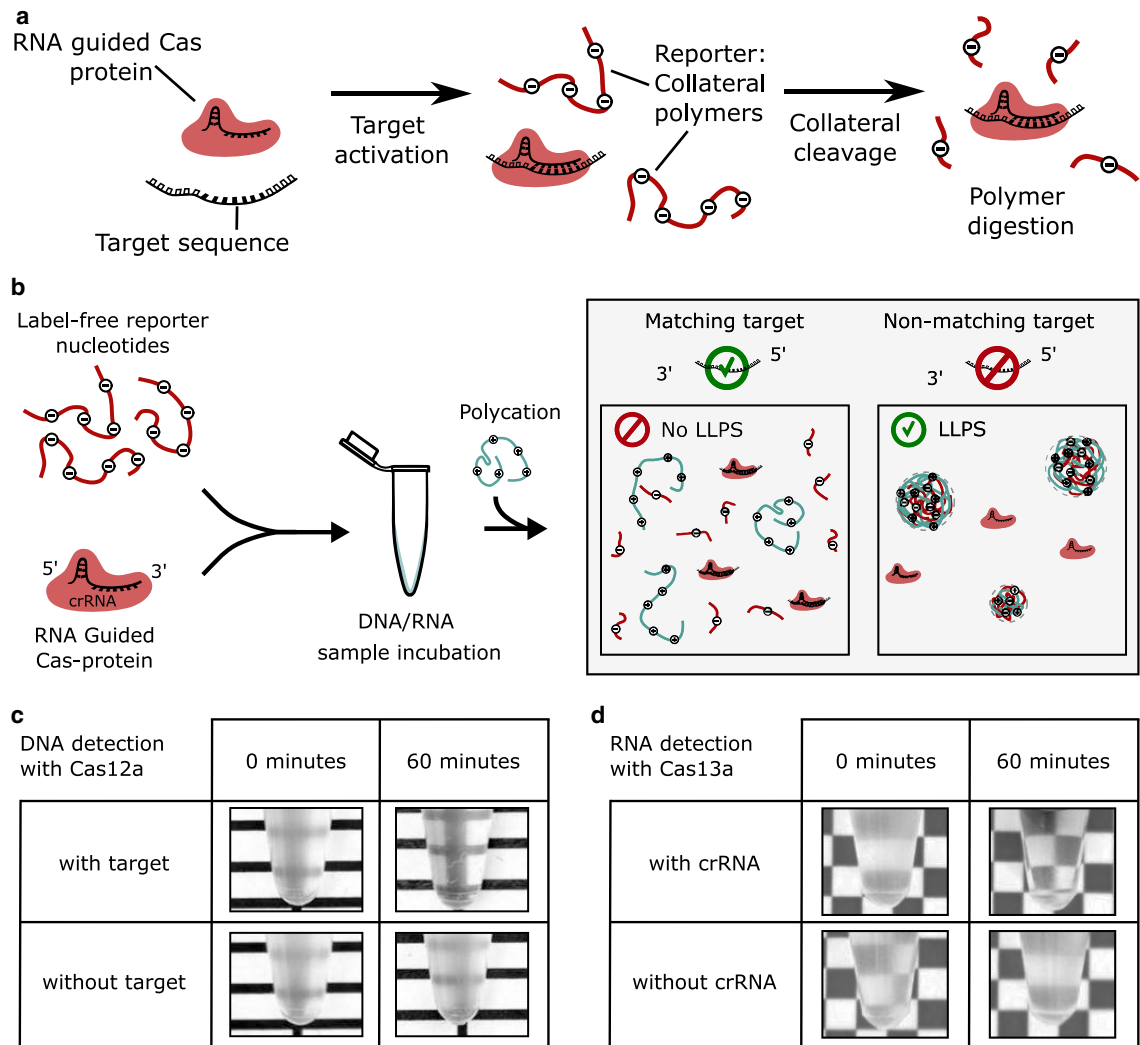 a
RNA guided Cas
protein
Target sequence
Target
activation
Reporter:
Collateral
polymers
Collateral
cleavage
Polymer
digestion
b
Label-free reporter
nucleotides
5'
3'
crRNA
RNA Guided
Cas-protein
DNA/RNA
sample incubation
Polycation
Matching target
3'
5'
No LLPS
Non-matching target
3'
5'
LLPS
c
DNA detection
with Cas12a
0 minutes
60 minutes
with target
without target
d
RNA detection
with Cas13a
0 minutes
60 minutes
with crRNA
without crRNA